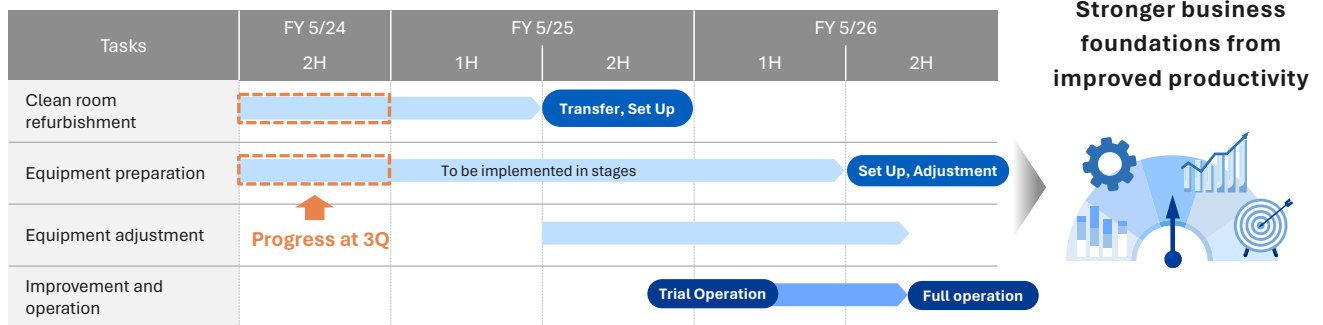 Tasks
FY 5/24
FY 5/25
FY 5/26
2H
1H
2H
1H
2H
Clean room
refurbishment
Transfer, Set Up
Equipment preparation
To be implemented in stages
Set Up, Adjustment
Progress at 3Q
Equipment adjustment
Improvement and
operation
Trial Operation
Full operation
Stronger business
foundations from
improved productivity